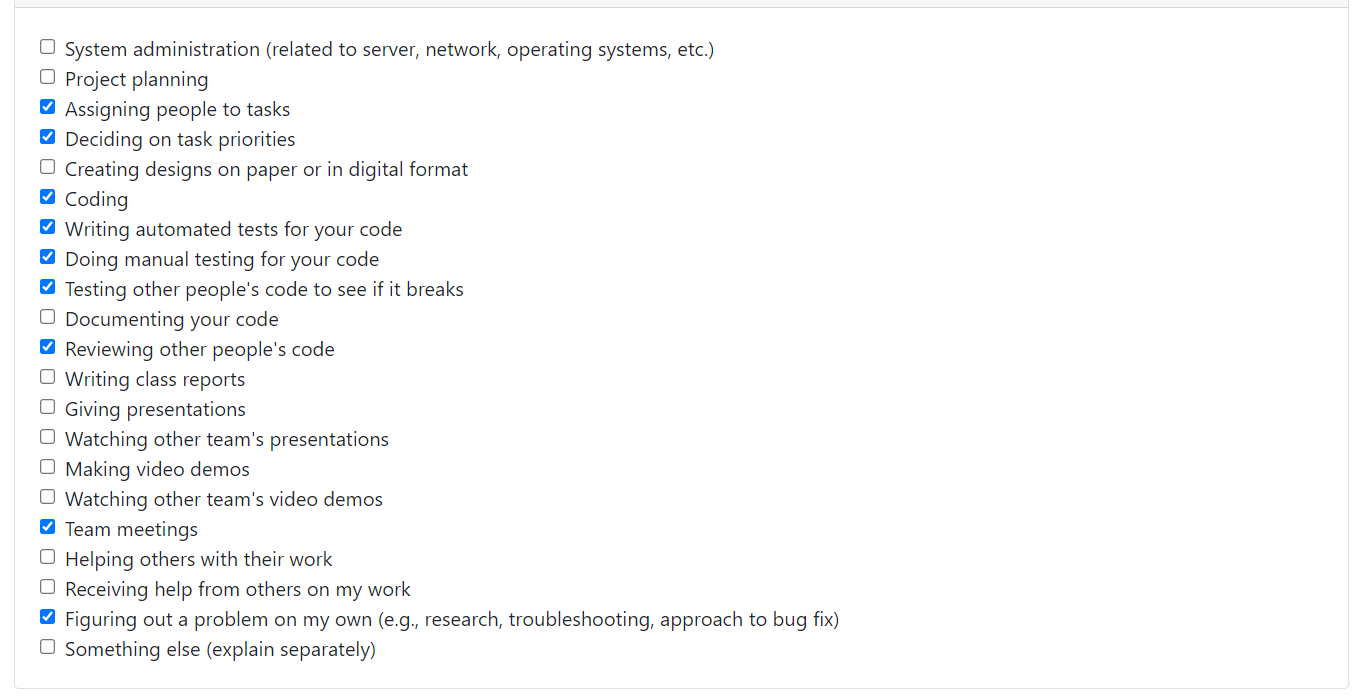 System administration (related to server, network, operating systems, etc.)
Project planning
Assigning people to tasks
Deciding on task priorities
Creating designs on paper or in digital format
Coding
Writing automated tests for your code
Doing manual testing for your code
Testing other people's code to see if it breaks
Documenting your code
Reviewing other people's code
Writing class reports
Giving presentations
Watching other team's presentations
Making video demos
Watching other team's video demos
Team meetings
Helping others with their work
Receiving help from others on my work
Figuring out a problem on my own (e.g., research, troubleshooting, approach to bug fix)
Something else (explain separately)